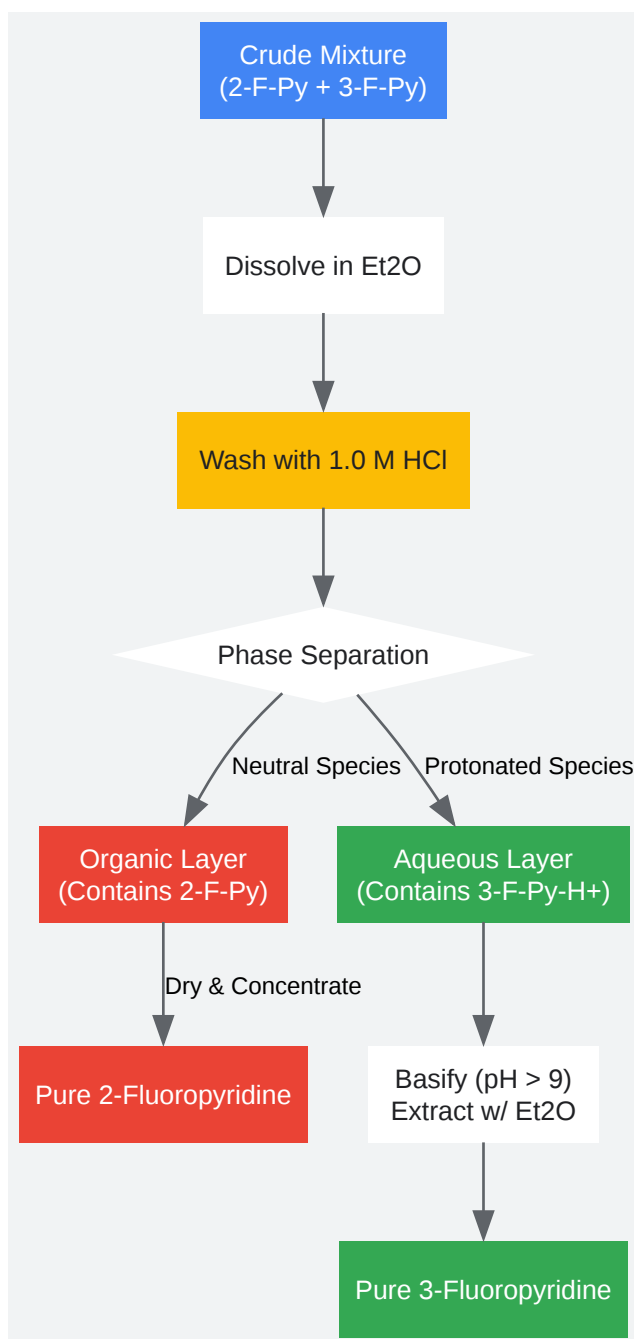 Crude Mixture
(2-F-Py + 3-F-Py)
Dissolve in Et2O
Wash with 1.0 M HCl
Phase Separation
Neutral Species
Protonated Species
Organic Layer
(Contains 2-F-Py)
Aqueous Layer
(Contains 3-F-Py-H+)
Dry & Concentrate
Pure 2-Fluoropyridine
Basify (pH > 9)
Extract w/ Et2O
Pure 3-Fluoropyridine